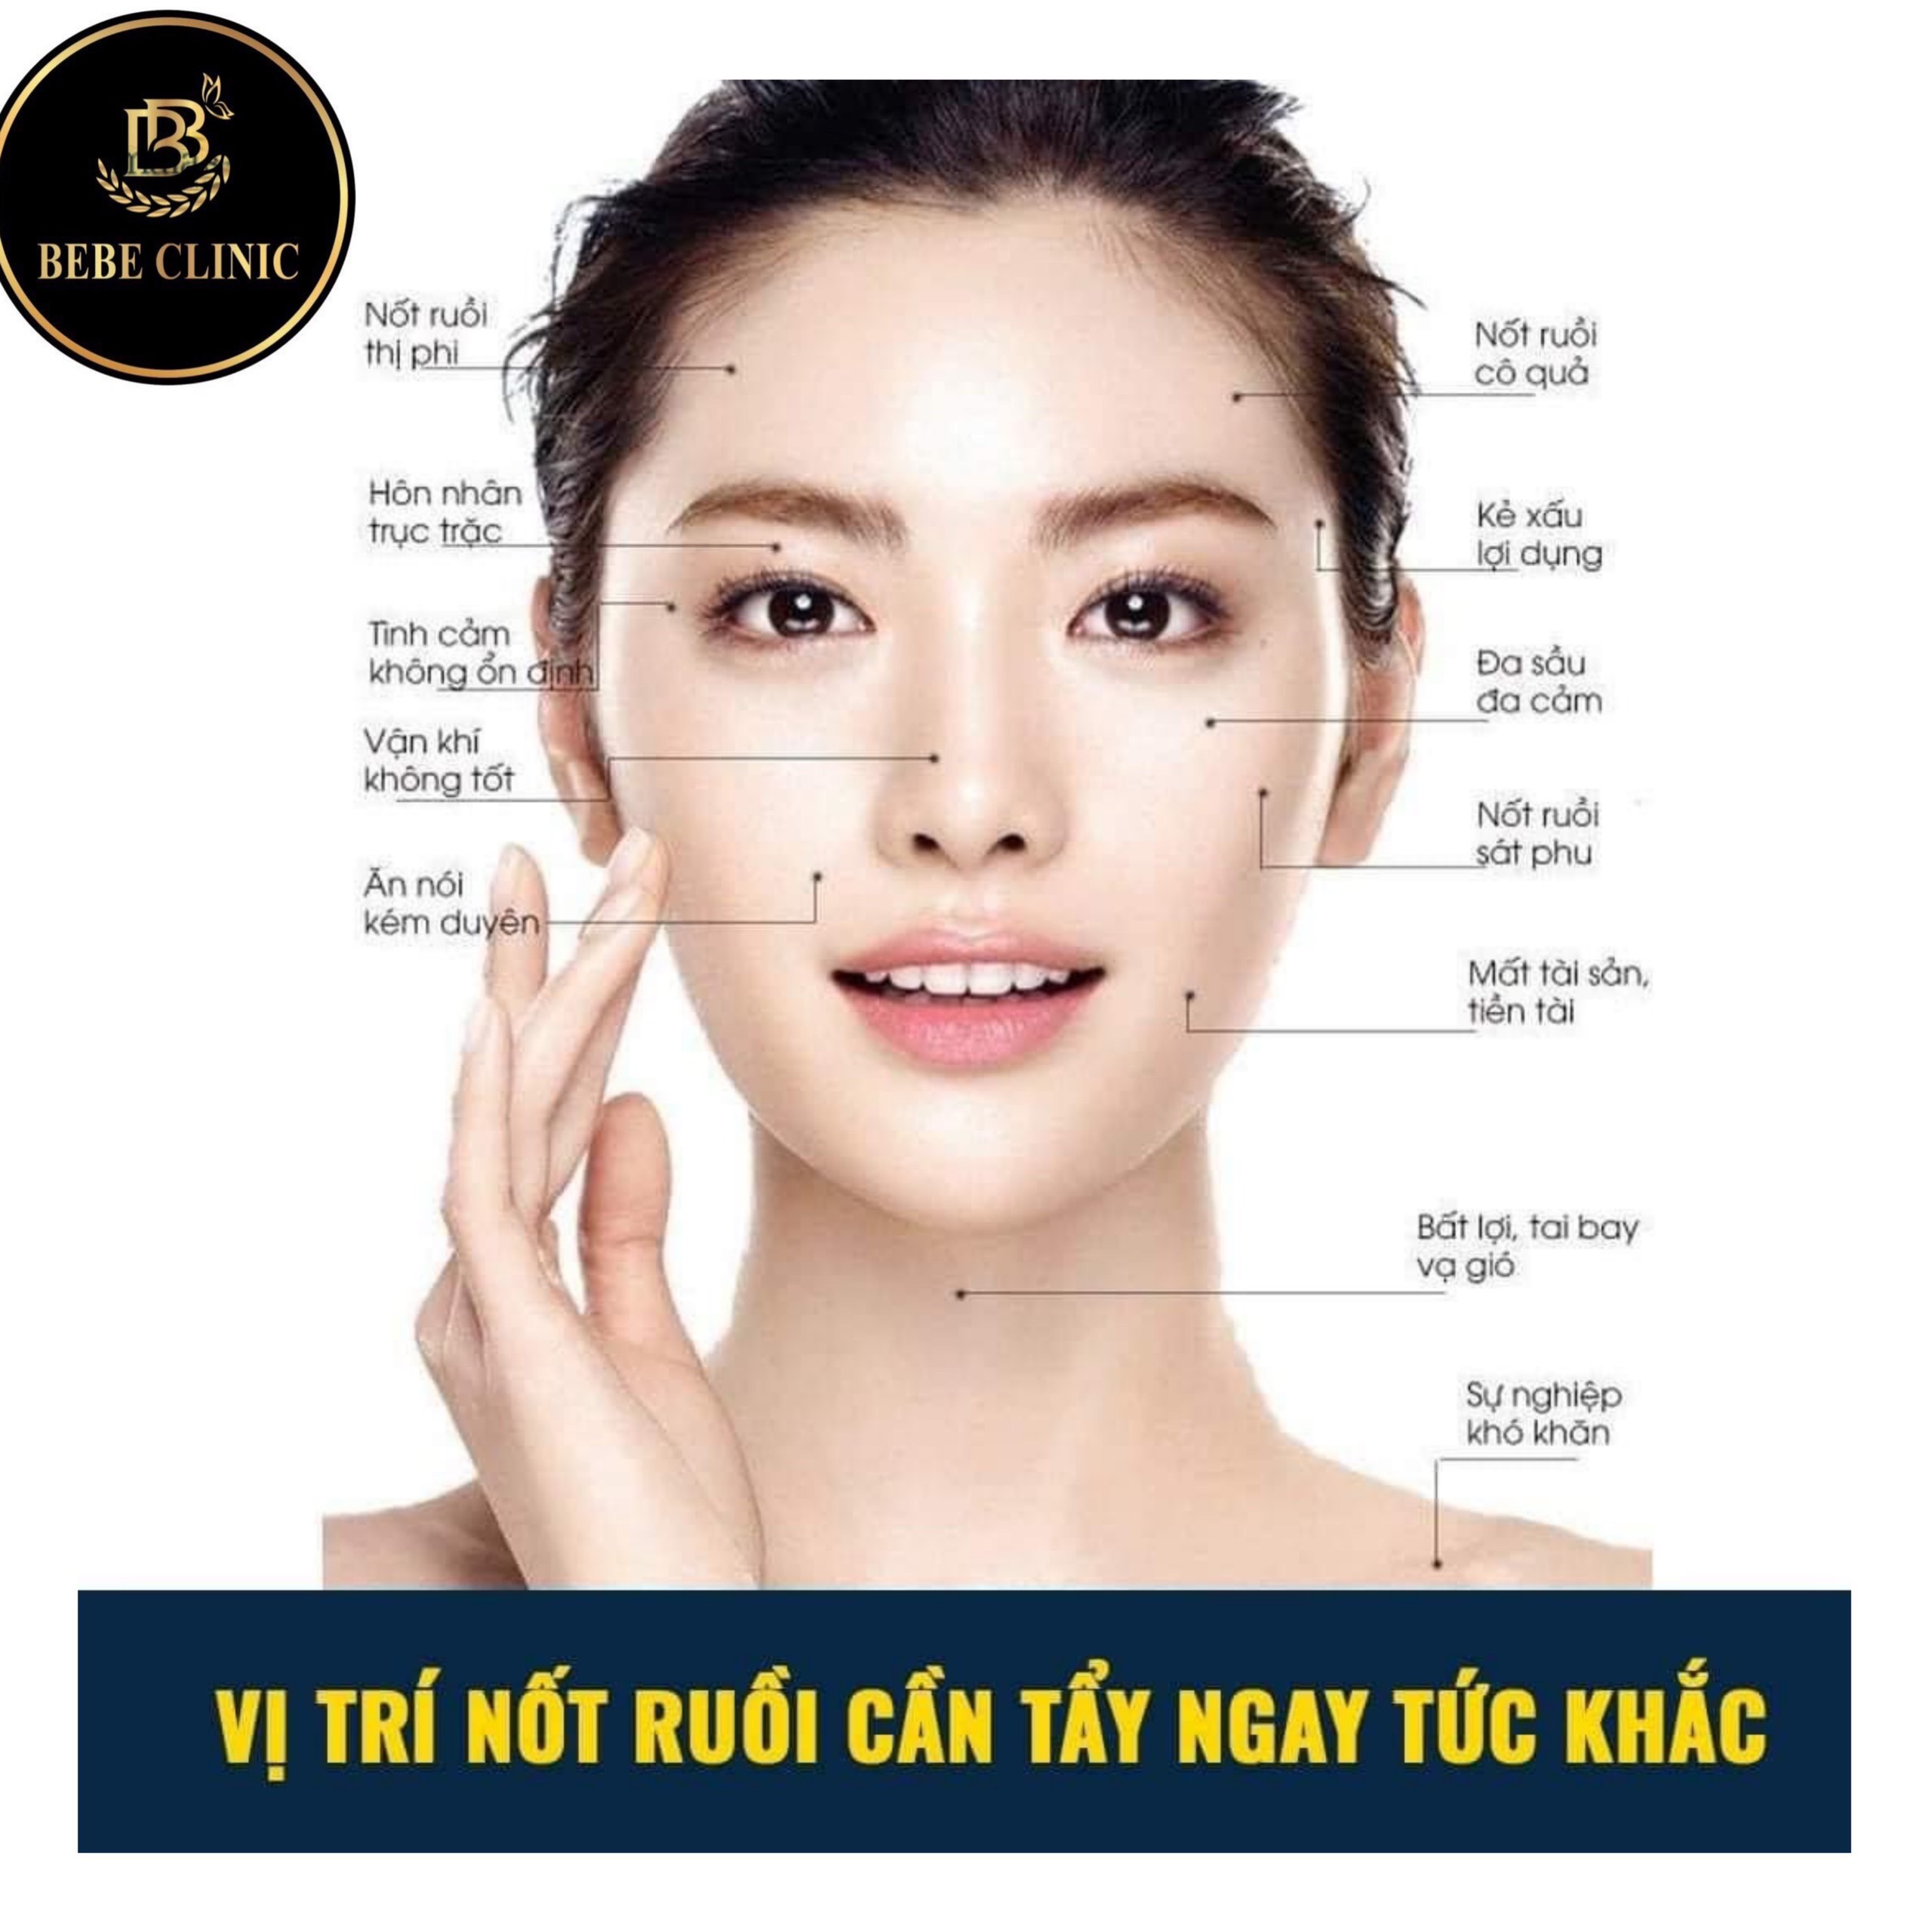 BB
BEBE CLINIC
Nốt ruồi
thị phi
Hôn nhân
trục trặc
Tình cảm
không ổn định
Vận khí
không tốt
Ăn nói
kém duyên
Nốt ruồi
cô quả
Kẻ xấu
lợi dụng
Đa sầu
đa cảm
Nốt ruồi
sát phu
Mất tài sản,
tiền tài
Bất lợi, tai bay
vạ gió
Sự nghiệp
khó khăn
VỊ TRÍ NỐT RUỒI CẦN TẨY NGAY TỨC KHẮC